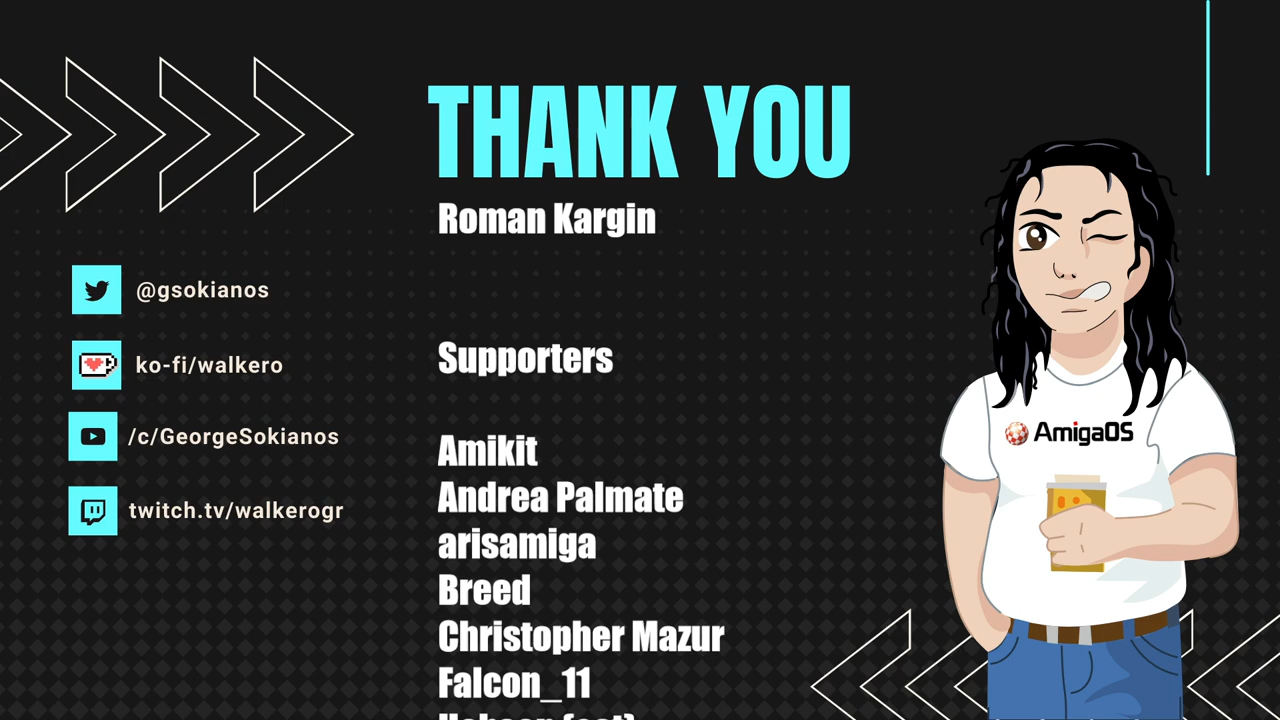 THANK YOU
Roman Kargin
@gsokianos
ko-fi/walkero
/c/GeorgeSokianos
twitch.tv/walkerogr
Supporters
Amikit
Andrea Palmate
arisamiga
Breed
Christopher Mazur
Falcon_11
AmigaOS